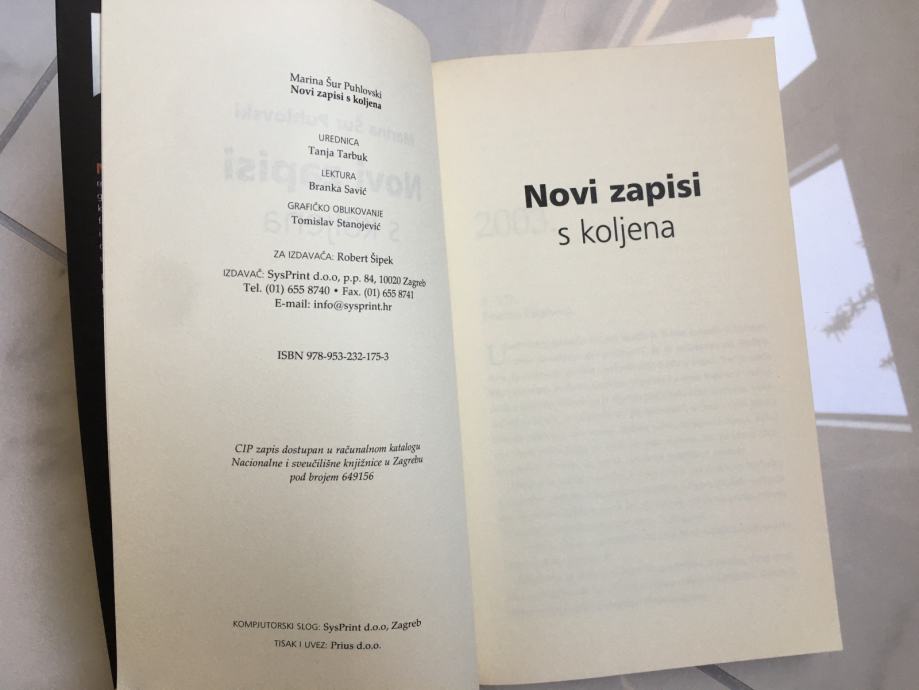 Marina Šur Puhlovski
Novi zapisi s koljena
UREDNICA
Tanja Tarbuk
LEKTURA
Branka Savić
GRAFIČKO OBLIKOVANJE
Tomislav Stanojević
ZA IZDAVAČA: Robert Šipek
IZDAVAČ: SysPrint d.o.o, p.p. 84, 10020 Zagreb
Tel. (01) 655 8740 • Fax. (01) 655 8741
E-mail: info@sysprint.hr
ISBN 978-953-232-175-3
CIP zapis dostupan u računalnom katalogu
Nacionalne i sveučilišne knjižnice u Zagrebu
pod brojem 649156
KOMPJUTORSKI SLOG: SysPrint d.o.o, Zagreb
TISAK I UVEZ: Prius d.o.o.
Novi zapisi
s koljena
2003.